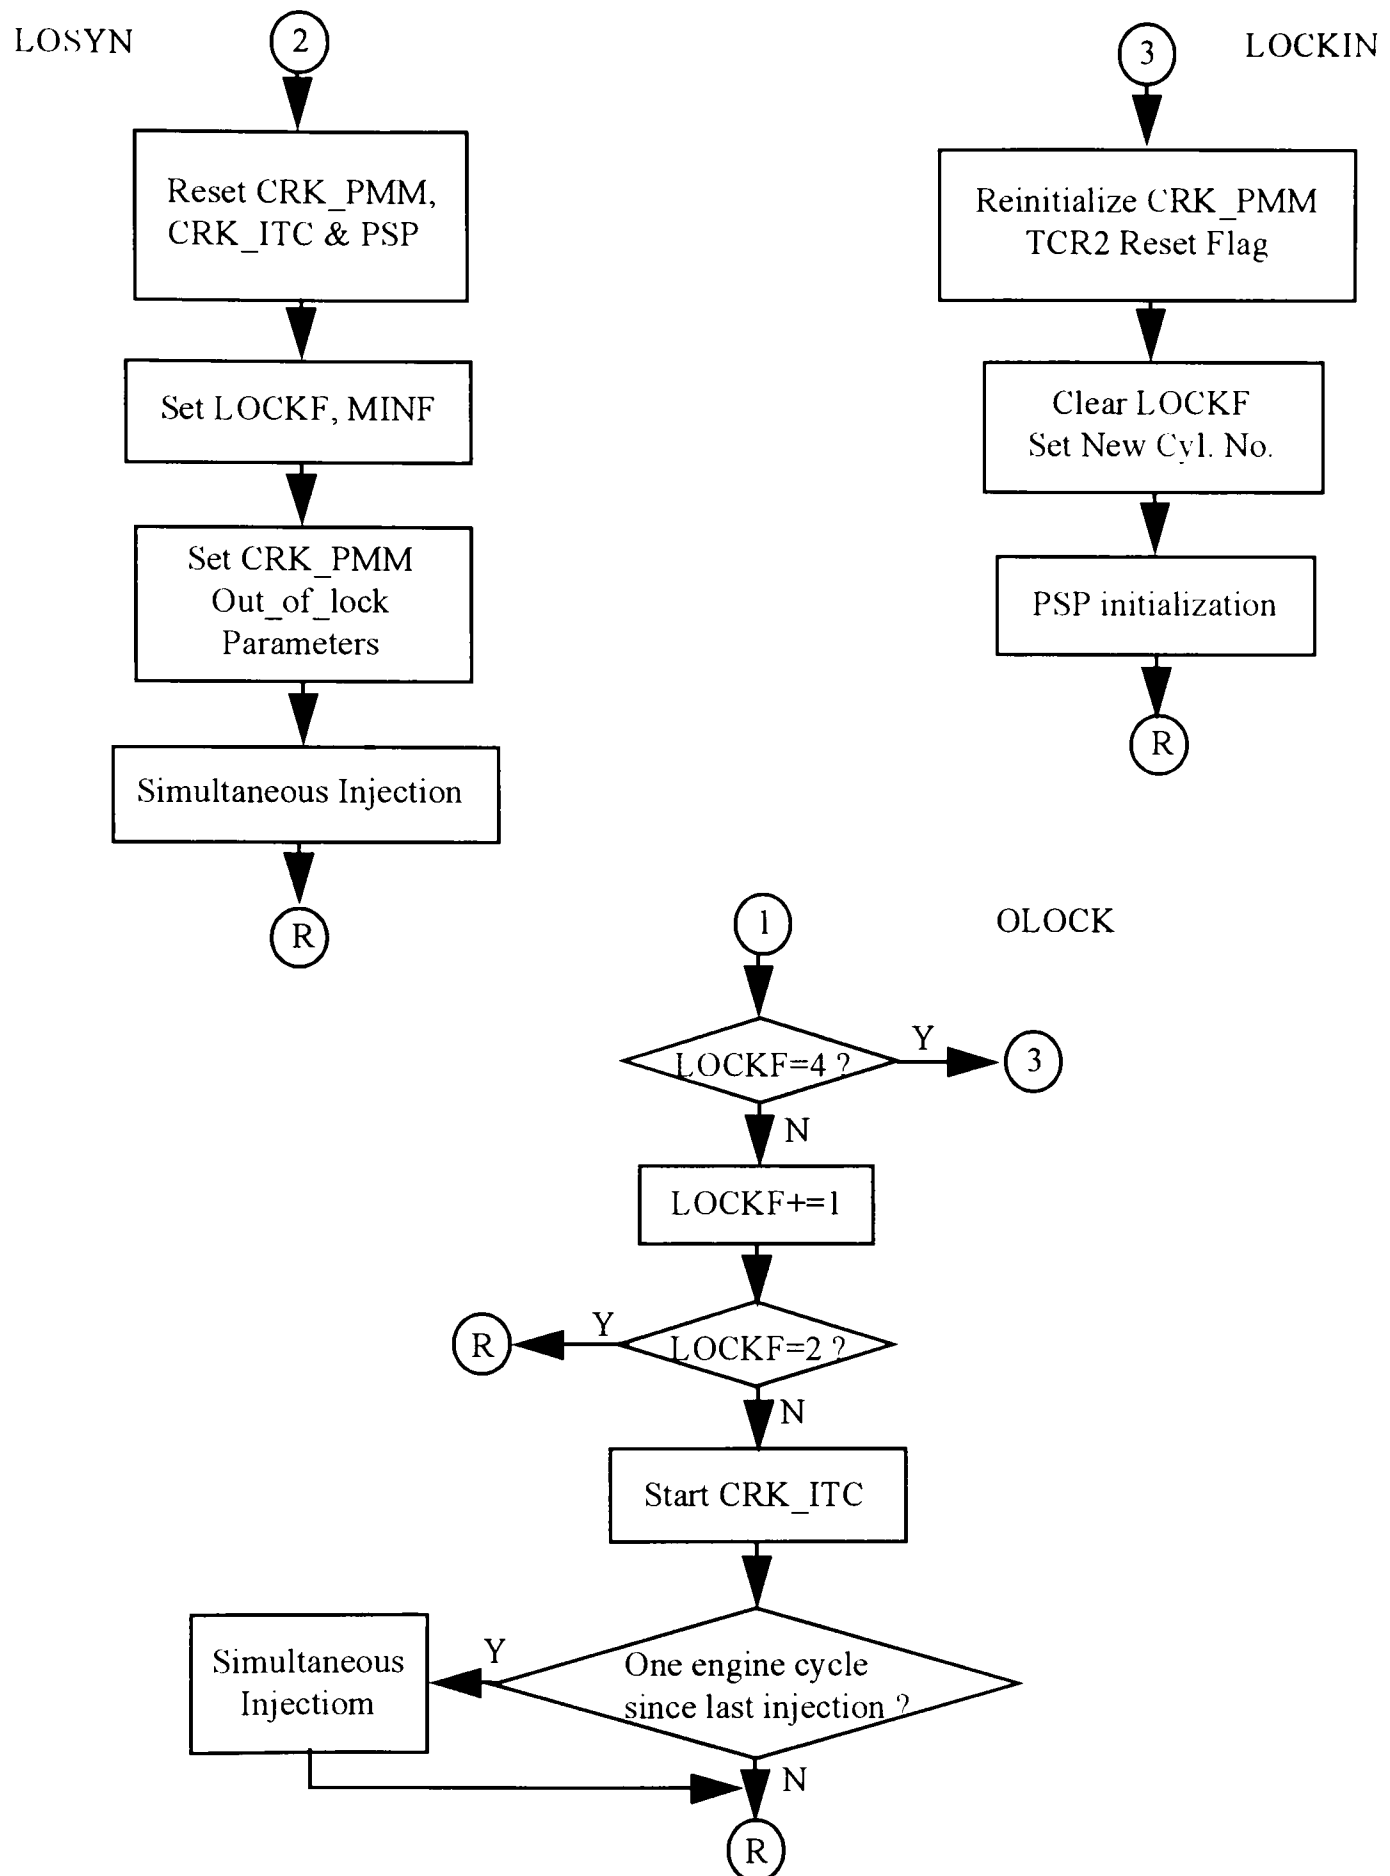 LOSYN
2
Reset CRK_PMM,
CRK_ITC & PSP
Set LOCKF, MINF
Set CRK_PMM
Out_of_lock
Parameters
Simultaneous Injection
R
3
LOCKIN
Reinitialize CRK_PMM
TCR2 Reset Flag
Clear LOCKF
Set New Cyl. No.
PSP initialization
R
1
OLOCK
LOCKF=4 ?
Y
3
N
LOCKF+=1
LOCKF=2 ?
Y
R
N
Start CRK_ITC
One engine cycle
since last injection ?
Y
Simultaneous
Injectiom
N
R